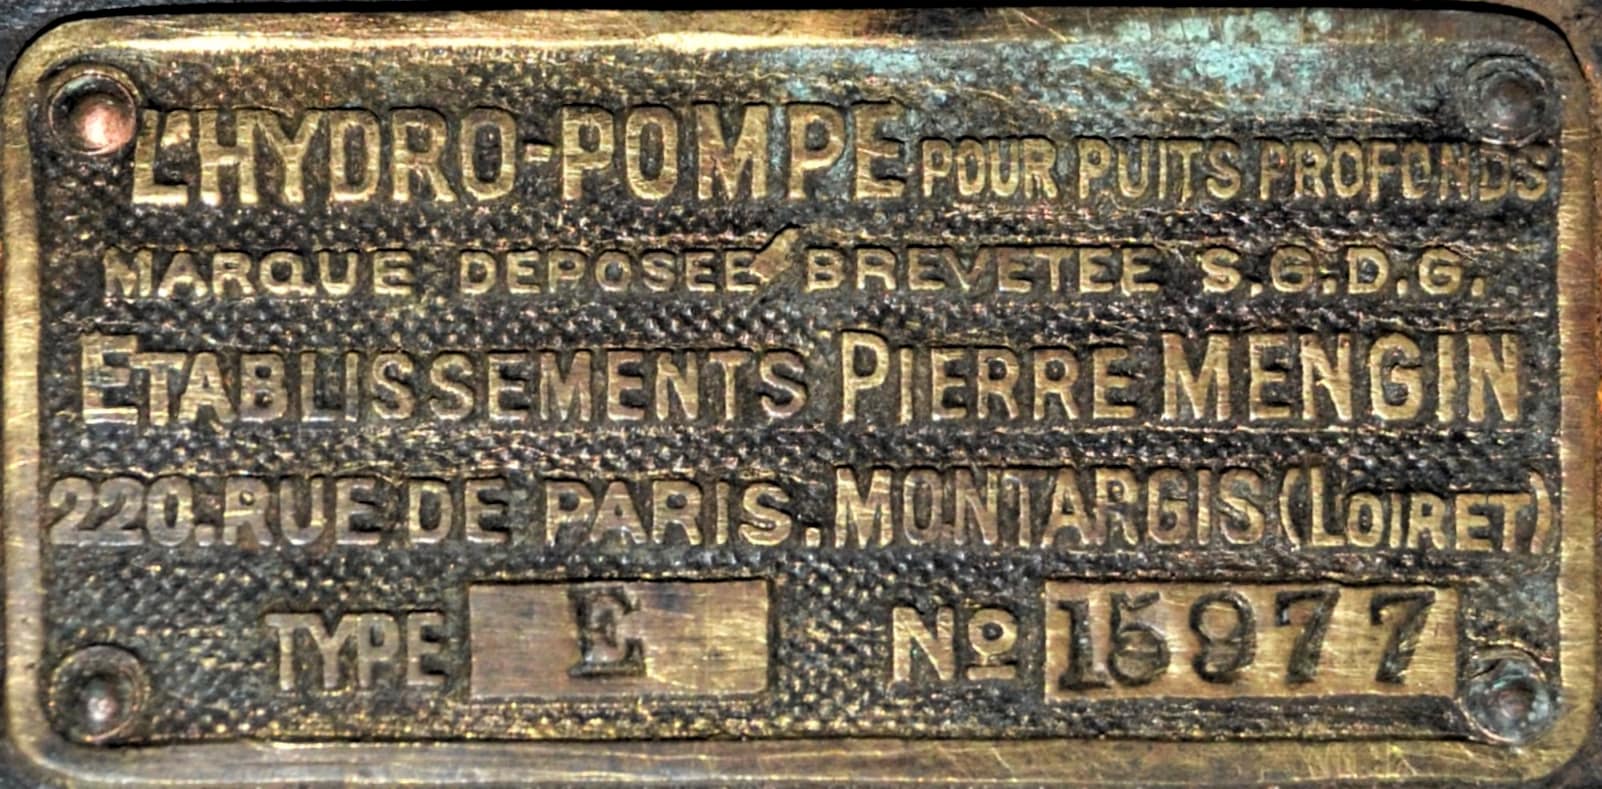 L'HYDRO-POMPE POUR PUITS PROFONDS
MARQUE DEPOSEE BREVETEE S.G.D.G.
ETABLISSEMENTS PIERRE MENGIN
220. RUE DE PARIS. MONTARGIS (LOIRET)
TYPE E Nº 15977